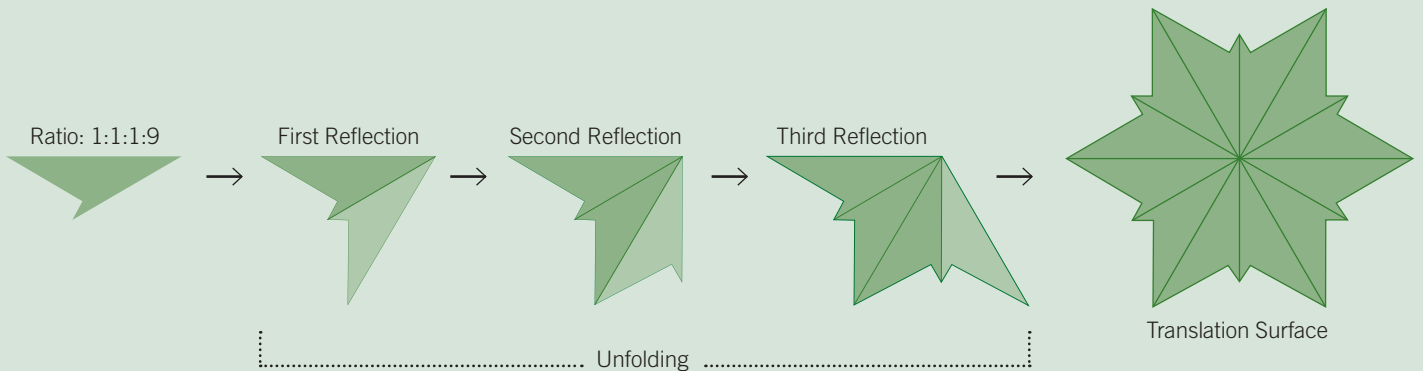 Ratio: 1:1:1:9
First Reflection
Second Reflection
Third Reflection
Translation Surface
Unfolding